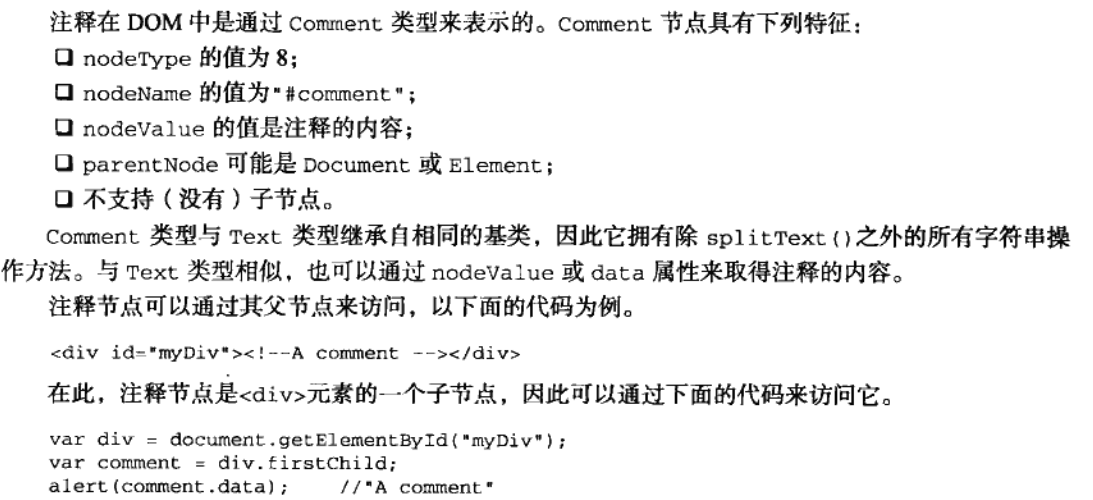 注释在 DOM 中是通过 Comment 类型来表示的。Comment 节点具有下列特征：
❑ nodeType 的值为 8；
❑ nodeName 的值为"#comment"；
❑ nodeValue 的值是注释的内容；
❑ parentNode 可能是 Document 或 Element；
❑ 不支持（没有）子节点。
Comment 类型与 Text 类型继承自相同的基类，因此它拥有除 splitText()之外的所有字符串操
作方法。与 Text 类型相似，也可以通过 nodeValue 或 data 属性来取得注释的内容。
注释节点可以通过其父节点来访问，以下面的代码为例。
<div id="myDiv"><!--A comment --></div>
在此，注释节点是<div>元素的一个子节点，因此可以通过下面的代码来访问它。
var div = document.getElementById("myDiv");
var comment = div.firstChild;
alert(comment.data);    //"A comment"